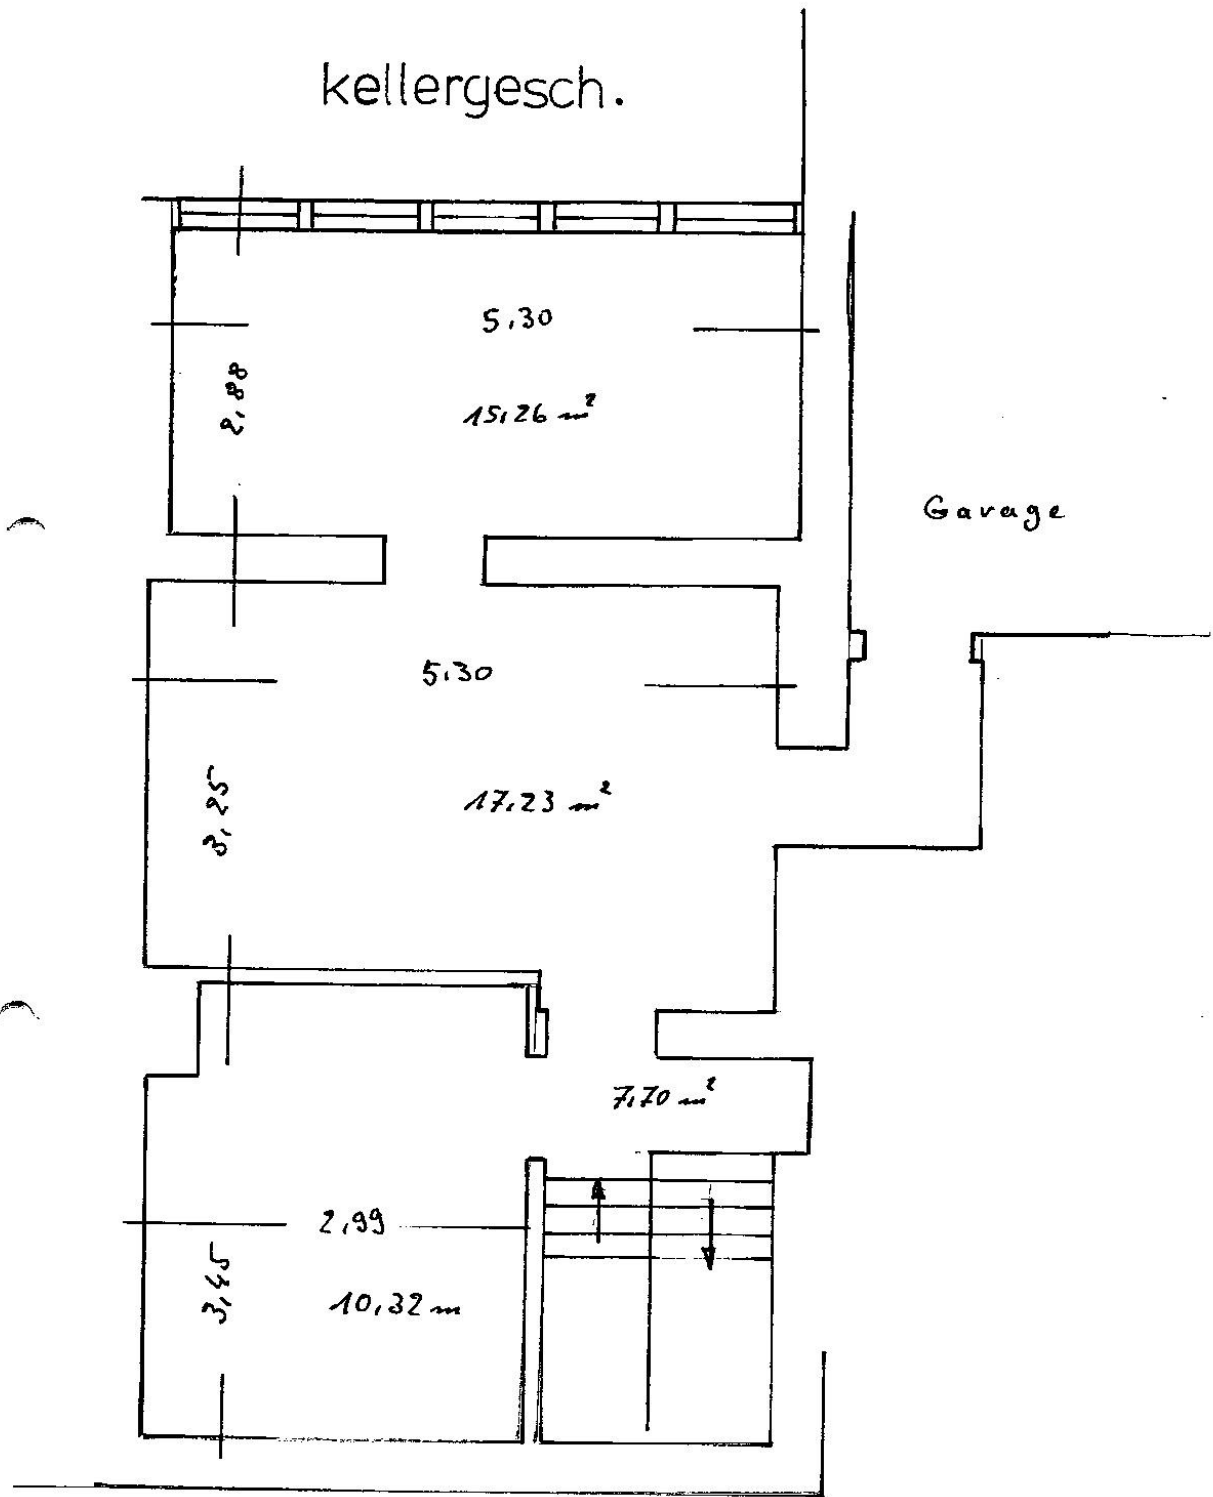 kellergesch.
5,30
2,88
15,26 m²
Garage
5,30
3,25
17,23 m²
7,70 m²
2,99
3,45
10,32 m